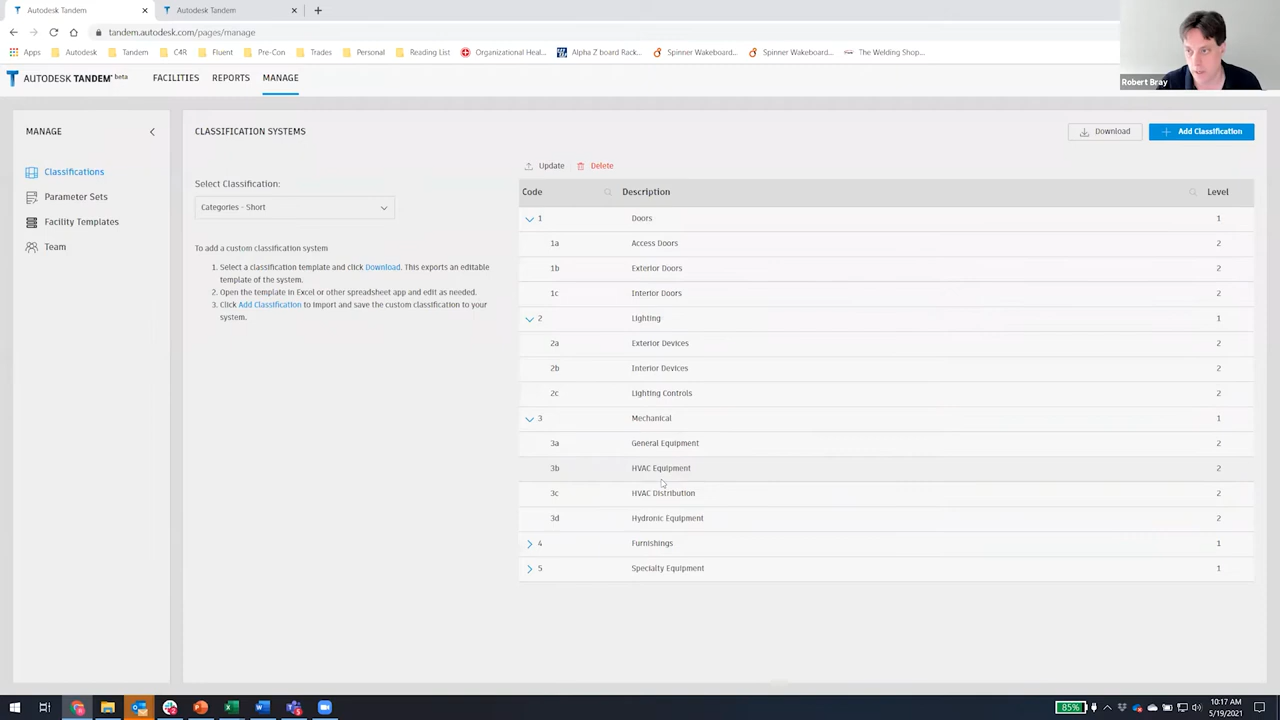 Autodesk Tandem
Autodesk Tandem
tandem.autodesk.com/pages/manage
Apps
Autodesk
Tandem
C4R
Fluent
Pre-Con
Trades
Personal
Reading List
Organizational Heal...
Alpha Z board Rack...
Spinner Wakeboard...
Spinner Wakeboard...
The Welding Shop...
Robert Bray
AUTODESK TANDEM beta
FACILITIES
REPORTS
MANAGE
MANAGE
Classifications
Parameter Sets
Facility Templates
Team
CLASSIFICATION SYSTEMS
Download
Add Classification
Select Classification:
Categories - Short
To add a custom classification system
1. Select a classification template and click Download. This exports an editable
template of the system.
2. Open the template in Excel or other spreadsheet app and edit as needed.
3. Click Add Classification to import and save the custom classification to your
system.
Update
Delete
Code Description Level
1 Doors 1
1a Access Doors 2
1b Exterior Doors 2
1c Interior Doors 2
2 Lighting 1
2a Exterior Devices 2
2b Interior Devices 2
2c Lighting Controls 2
3 Mechanical 1
3a General Equipment 2
3b HVAC Equipment 2
3c HVAC Distribution 2
3d Hydronic Equipment 2
4 Furnishings 1
5 Specialty Equipment 1
85%
10:17 AM
5/19/2021